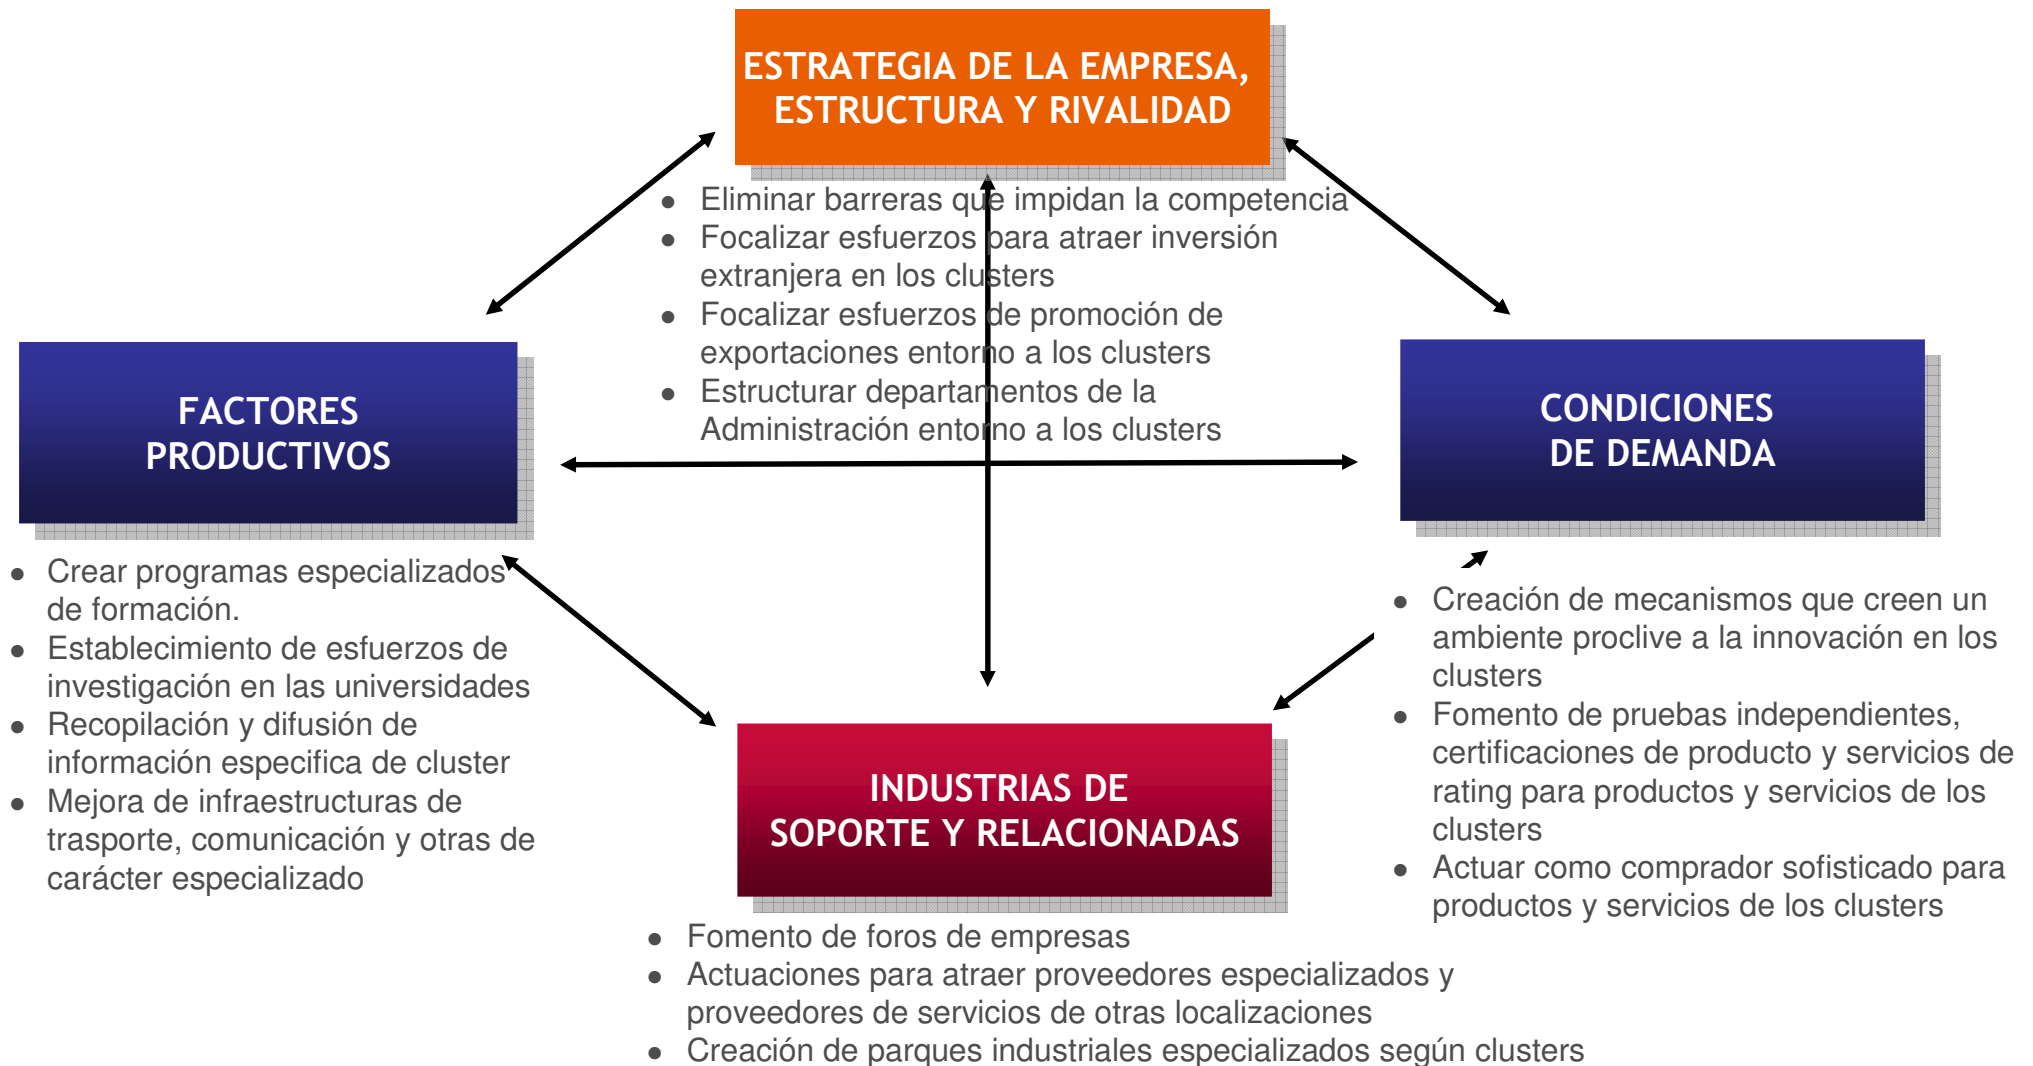 ESTRATEGIA DE LA EMPRESA,
ESTRUCTURA Y RIVALIDAD
● Eliminar barreras que impidan la competencia
● Focalizar esfuerzos para atraer inversión
extranjera en los clusters
● Focalizar esfuerzos de promoción de
exportaciones entorno a los clusters
● Estructurar departamentos de la
Administración entorno a los clusters
FACTORES
PRODUCTIVOS
● Crear programas especializados
de formación.
● Establecimiento de esfuerzos de
investigación en las universidades
● Recopilación y difusión de
información especifica de cluster
● Mejora de infraestructuras de
trasporte, comunicación y otras de
carácter especializado
CONDICIONES
DE DEMANDA
● Creación de mecanismos que creen un
ambiente proclive a la innovación en los
clusters
● Fomento de pruebas independientes,
certificaciones de producto y servicios de
rating para productos y servicios de los
clusters
● Actuar como comprador sofisticado para
productos y servicios de los clusters
INDUSTRIAS DE
SOPORTE Y RELACIONADAS
● Fomento de foros de empresas
● Actuaciones para atraer proveedores especializados y
proveedores de servicios de otras localizaciones
● Creación de parques industriales especializados según clusters